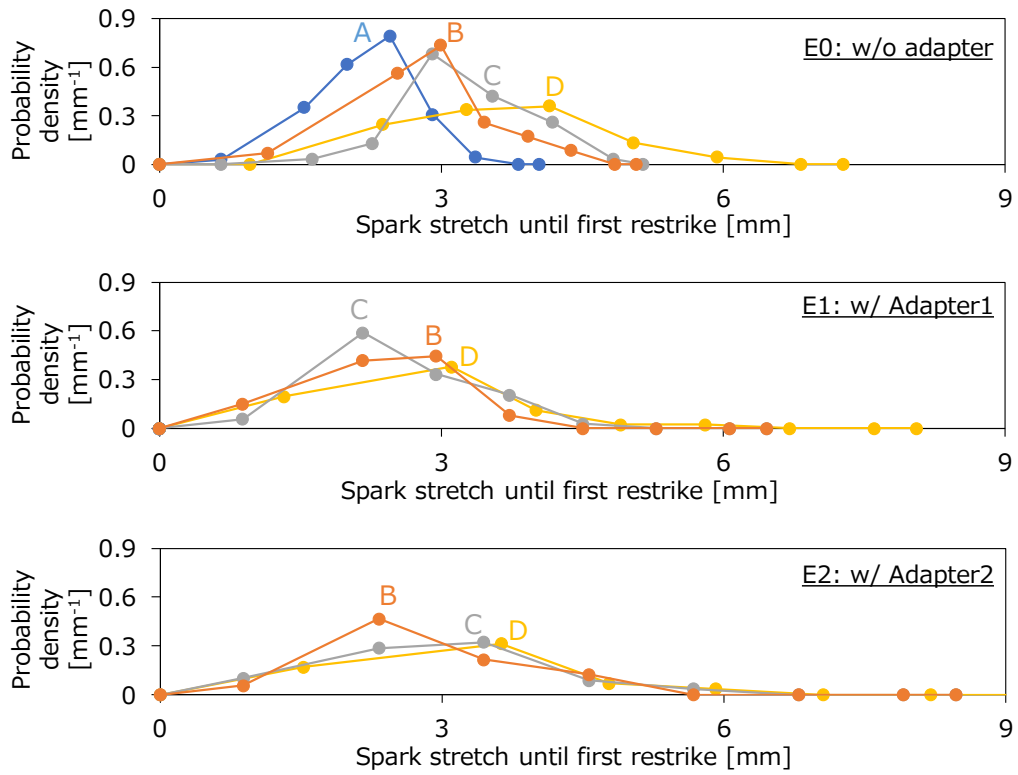 0.9
0.6
0.3
0
Probability
density
[mm-1]
A
B
C
D
E0: w/o adapter
0
3
6
9
Spark stretch until first restrike [mm]
0.9
0.6
0.3
0
Probability
density
[mm-1]
C
B
D
E1: w/ Adapter1
0
3
6
9
Spark stretch until first restrike [mm]
0.9
0.6
0.3
0
Probability
density
[mm-1]
B
C
D
E2: w/ Adapter2
0
3
6
9
Spark stretch until first restrike [mm]